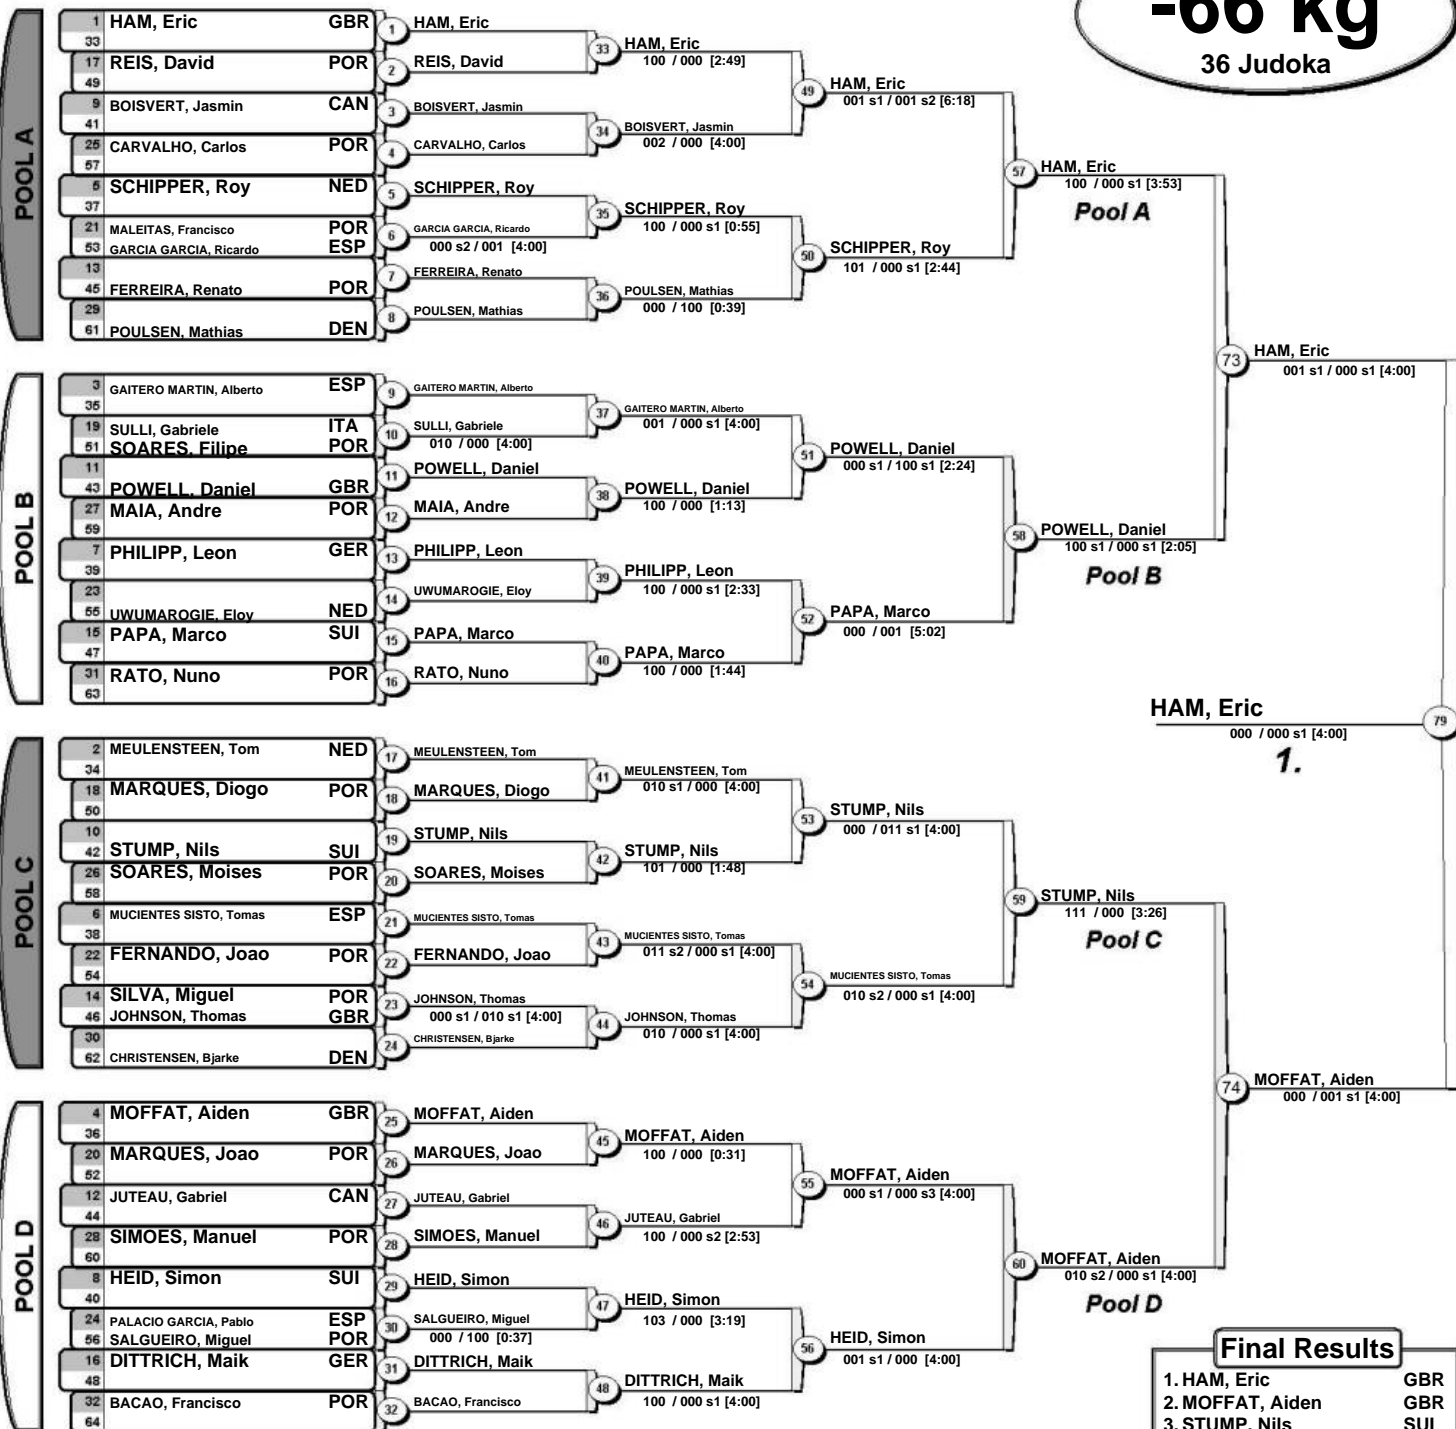 -66 kg
36 Judoka
POOL A
1 HAM, Eric GBR
33
17 REIS, David POR
49
9 BOISVERT, Jasmin CAN
41
25 CARVALHO, Carlos POR
57
5 SCHIPPER, Roy NED
37
21 MALEITAS, Francisco POR
53 GARCIA GARCIA, Ricardo ESP
13
45 FERREIRA, Renato POR
29
61 POULSEN, Mathias DEN
1 HAM, Eric
2 REIS, David
3 BOISVERT, Jasmin
4 CARVALHO, Carlos
5 SCHIPPER, Roy
6 GARCIA GARCIA, Ricardo
000 s2 / 001 [4:00]
7 FERREIRA, Renato
8 POULSEN, Mathias
33 HAM, Eric
100 / 000 [2:49]
34 BOISVERT, Jasmin
002 / 000 [4:00]
35 SCHIPPER, Roy
100 / 000 s1 [0:55]
36 POULSEN, Mathias
000 / 100 [0:39]
49 HAM, Eric
001 s1 / 001 s2 [6:18]
50 SCHIPPER, Roy
101 / 000 s1 [2:44]
57 HAM, Eric
100 / 000 s1 [3:53]
Pool A
POOL B
3 GAITERO MARTIN, Alberto ESP
35
19 SULLI, Gabriele ITA
51 SOARES, Filipe POR
11
43 POWELL, Daniel GBR
27 MAIA, Andre POR
59
7 PHILIPP, Leon GER
39
23
55 UWUMAROGIE, Eloy NED
15 PAPA, Marco SUI
47
31 RATO, Nuno POR
63
9 GAITERO MARTIN, Alberto
10 SULLI, Gabriele
010 / 000 [4:00]
11 POWELL, Daniel
12 MAIA, Andre
13 PHILIPP, Leon
14 UWUMAROGIE, Eloy
15 PAPA, Marco
16 RATO, Nuno
37 GAITERO MARTIN, Alberto
001 / 000 s1 [4:00]
38 POWELL, Daniel
100 / 000 [1:13]
39 PHILIPP, Leon
100 / 000 s1 [2:33]
40 PAPA, Marco
100 / 000 [1:44]
51 POWELL, Daniel
000 s1 / 100 s1 [2:24]
52 PAPA, Marco
000 / 001 [5:02]
58 POWELL, Daniel
100 s1 / 000 s1 [2:05]
Pool B
73 HAM, Eric
001 s1 / 000 s1 [4:00]
HAM, Eric 79
000 / 000 s1 [4:00]
1.
POOL C
2 MEULENSTEEN, Tom NED
34
18 MARQUES, Diogo POR
50
10
42 STUMP, Nils SUI
26 SOARES, Moises POR
58
6 MUCIENTES SISTO, Tomas ESP
38
22 FERNANDO, Joao POR
54
14 SILVA, Miguel POR
46 JOHNSON, Thomas GBR
30
62 CHRISTENSEN, Bjarke DEN
17 MEULENSTEEN, Tom
18 MARQUES, Diogo
19 STUMP, Nils
20 SOARES, Moises
21 MUCIENTES SISTO, Tomas
22 FERNANDO, Joao
23 JOHNSON, Thomas
000 s1 / 010 s1 [4:00]
24 CHRISTENSEN, Bjarke
41 MEULENSTEEN, Tom
010 s1 / 000 [4:00]
42 STUMP, Nils
101 / 000 [1:48]
43 MUCIENTES SISTO, Tomas
011 s2 / 000 s1 [4:00]
44 JOHNSON, Thomas
010 / 000 s1 [4:00]
53 STUMP, Nils
000 / 011 s1 [4:00]
54 MUCIENTES SISTO, Tomas
010 s2 / 000 s1 [4:00]
59 STUMP, Nils
111 / 000 [3:26]
Pool C
POOL D
4 MOFFAT, Aiden GBR
36
20 MARQUES, Joao POR
52
12 JUTEAU, Gabriel CAN
44
28 SIMOES, Manuel POR
60
8 HEID, Simon SUI
40
24 PALACIO GARCIA, Pablo ESP
56 SALGUEIRO, Miguel POR
16 DITTRICH, Maik GER
48
32 BACAO, Francisco POR
64
25 MOFFAT, Aiden
26 MARQUES, Joao
27 JUTEAU, Gabriel
28 SIMOES, Manuel
29 HEID, Simon
30 SALGUEIRO, Miguel
000 / 100 [0:37]
31 DITTRICH, Maik
32 BACAO, Francisco
45 MOFFAT, Aiden
100 / 000 [0:31]
46 JUTEAU, Gabriel
100 / 000 s2 [2:53]
47 HEID, Simon
103 / 000 [3:19]
48 DITTRICH, Maik
100 / 000 s1 [4:00]
55 MOFFAT, Aiden
000 s1 / 000 s3 [4:00]
56 HEID, Simon
001 s1 / 000 [4:00]
60 MOFFAT, Aiden
010 s2 / 000 s1 [4:00]
Pool D
74 MOFFAT, Aiden
000 / 001 s1 [4:00]
Final Results
1. HAM, Eric GBR
2. MOFFAT, Aiden GBR
3. STUMP, Nils SUI